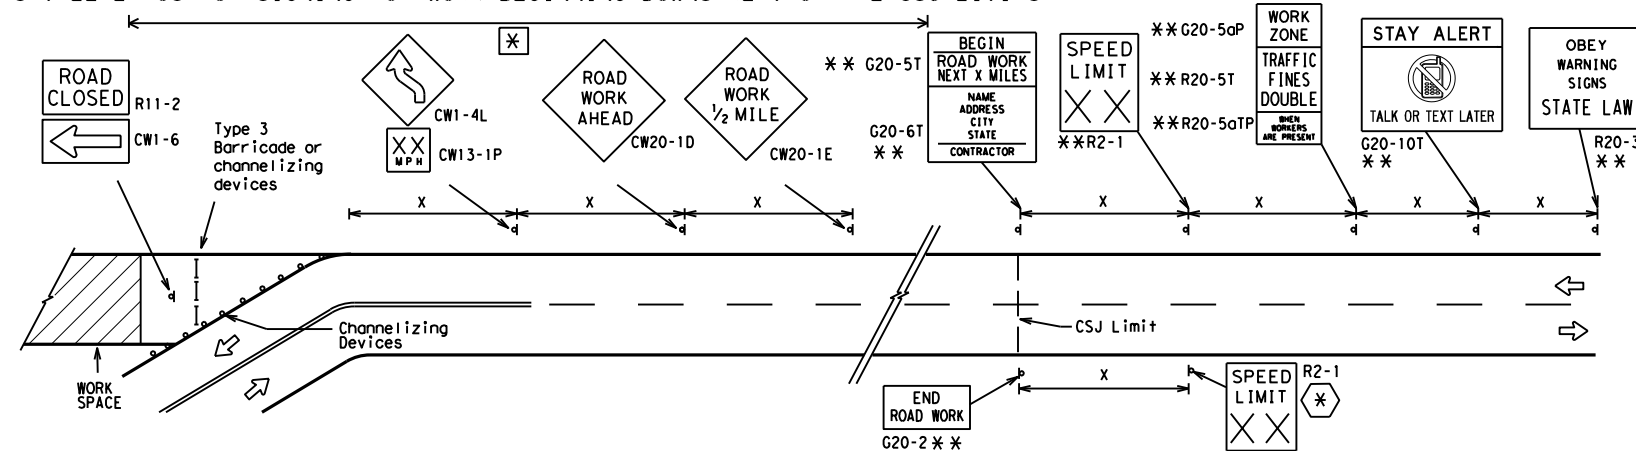 ROAD
CLOSED
R11-2
CW1-6
Type 3
Barricade or
channelizing
devices
CW1-4L
XX
MPH
CW13-1P
*
ROAD
WORK
AHEAD
CW20-1D
ROAD
WORK
1/2 MILE
CW20-1E
** G20-5T
G20-6T
**
BEGIN
ROAD WORK
NEXT X MILES
NAME
ADDRESS
CITY
STATE
CONTRACTOR
SPEED
LIMIT
XX
**R2-1
**G20-5aP
**R20-5T
**R20-5aTP
WORK
ZONE
TRAFFIC
FINES
DOUBLE
WHEN
WORKERS
ARE PRESENT
STAY ALERT
TALK OR TEXT LATER
G20-10T
**
OBEY
WARNING
SIGNS
STATE LAW
R20-3
**
X
X
X
X
X
X
X
Channelizing
Devices
CSJ Limit
WORK
SPACE
END
ROAD WORK
G20-2 **
X
SPEED
LIMIT
XX
R2-1
*